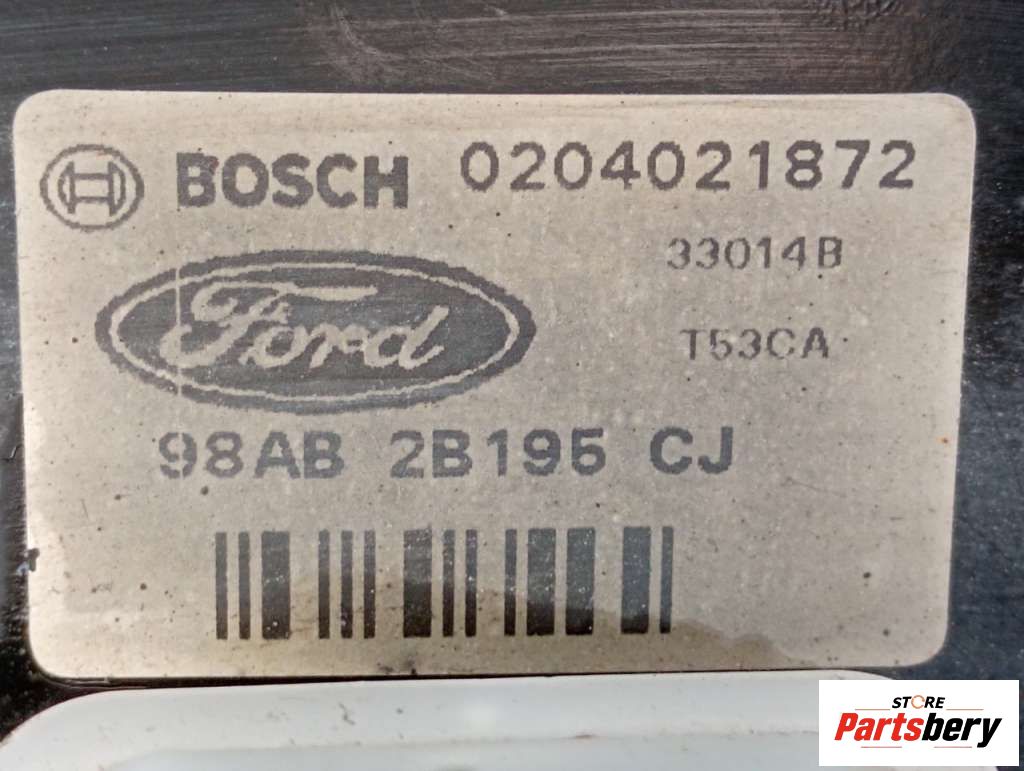 BOSCH 0204021872
33014B
Ford
T53CA
98AB 2B195 CJ
STORE
Partsbery